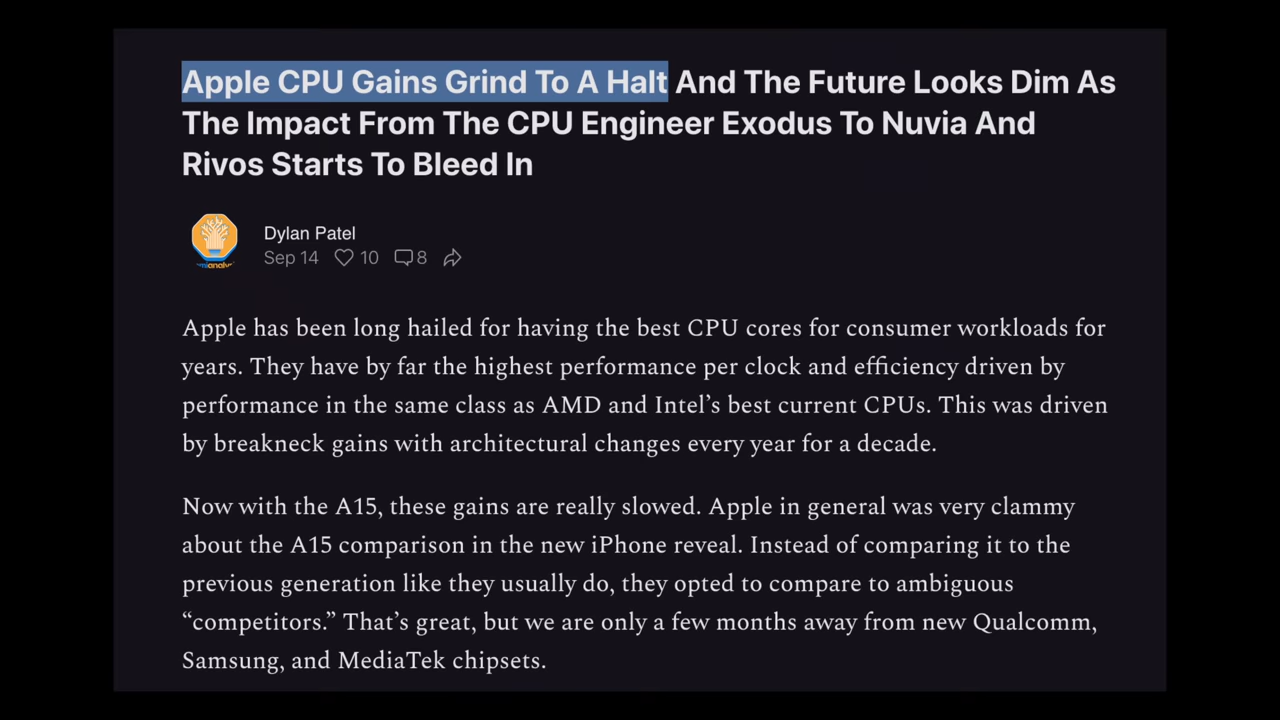 Apple CPU Gains Grind To A Halt And The Future Looks Dim As
The Impact From The CPU Engineer Exodus To Nuvia And
Rivos Starts To Bleed In
Dylan Patel
Sep 14 10 8
Apple has been long hailed for having the best CPU cores for consumer workloads for
years. They have by far the highest performance per clock and efficiency driven by
performance in the same class as AMD and Intel’s best current CPUs. This was driven
by breakneck gains with architectural changes every year for a decade.
Now with the A15, these gains are really slowed. Apple in general was very clammy
about the A15 comparison in the new iPhone reveal. Instead of comparing it to the
previous generation like they usually do, they opted to compare to ambiguous
“competitors.” That’s great, but we are only a few months away from new Qualcomm,
Samsung, and MediaTek chipsets.